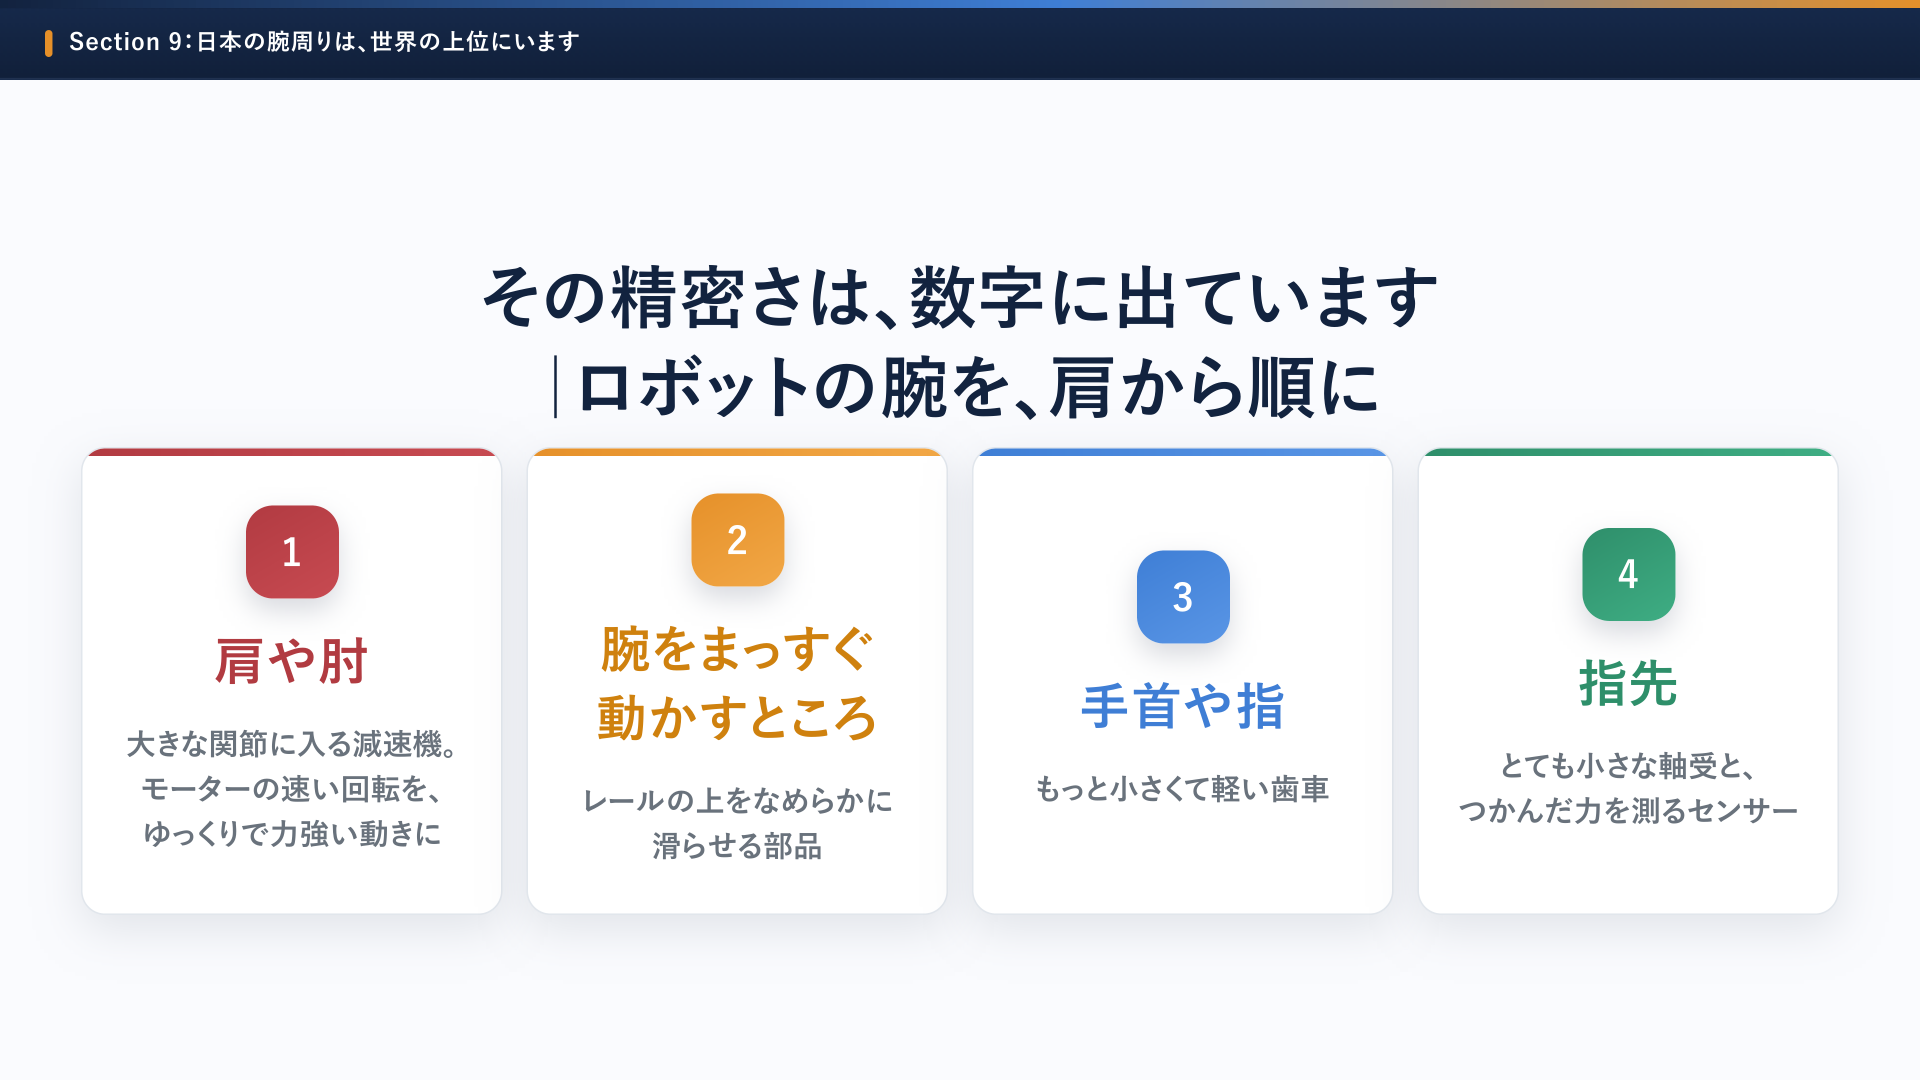 Section 9：日本の腕周りは、世界の上位にいます
その精密さは、数字に出ています
｜ロボットの腕を、肩から順に
1
肩や肘
大きな関節に入る減速機。
モーターの速い回転を、
ゆっくりで力強い動きに
2
腕をまっすぐ
動かすところ
レールの上をなめらかに
滑らせる部品
3
手首や指
もっと小さくて軽い歯車
4
指先
とても小さな軸受と、
つかんだ力を測るセンサー